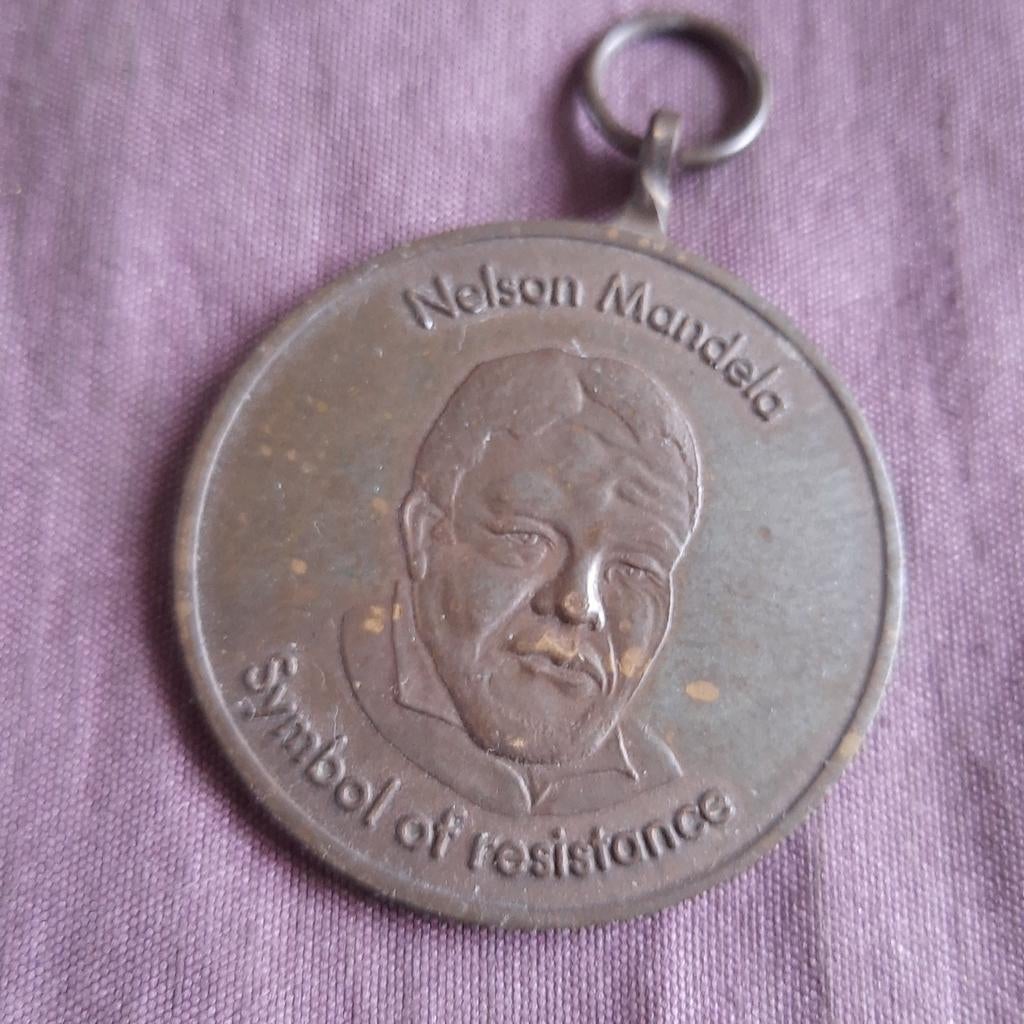 Nelson Mandela
Symbol of resistance